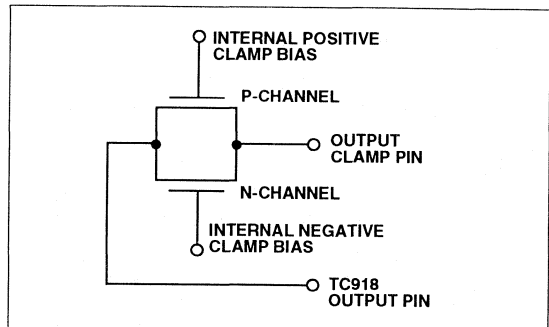 INTERNAL POSITIVE
CLAMP BIAS
P-CHANNEL
OUTPUT
CLAMP PIN
N-CHANNEL
INTERNAL NEGATIVE
CLAMP BIAS
TC918
OUTPUT PIN